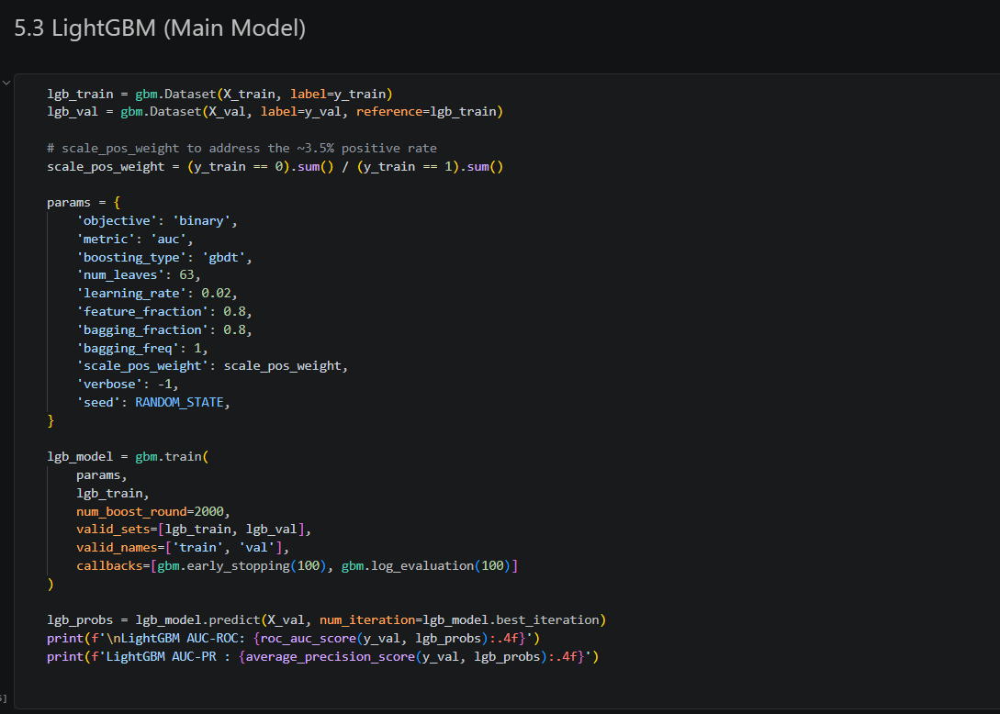 5.3 LightGBM (Main Model)
lgb_train = gbm.Dataset(X_train, label=y_train)
lgb_val = gbm.Dataset(X_val, label=y_val, reference=lgb_train)
# scale_pos_weight to address the ~3.5% positive rate
scale_pos_weight = (y_train == 0).sum() / (y_train == 1).sum()
params = {
    'objective': 'binary',
    'metric': 'auc',
    'boosting_type': 'gbdt',
    'num_leaves': 63,
    'learning_rate': 0.02,
    'feature_fraction': 0.8,
    'bagging_fraction': 0.8,
    'bagging_freq': 1,
    'scale_pos_weight': scale_pos_weight,
    'verbose': -1,
    'seed': RANDOM_STATE,
}
lgb_model = gbm.train(
    params,
    lgb_train,
    num_boost_round=2000,
    valid_sets=[lgb_train, lgb_val],
    valid_names=['train', 'val'],
    callbacks=[gbm.early_stopping(100), gbm.log_evaluation(100)]
)
lgb_probs = lgb_model.predict(X_val, num_iteration=lgb_model.best_iteration)
print(f'\nLightGBM AUC-ROC: {roc_auc_score(y_val, lgb_probs):.4f}')
print(f'LightGBM AUC-PR : {average_precision_score(y_val, lgb_probs):.4f}')